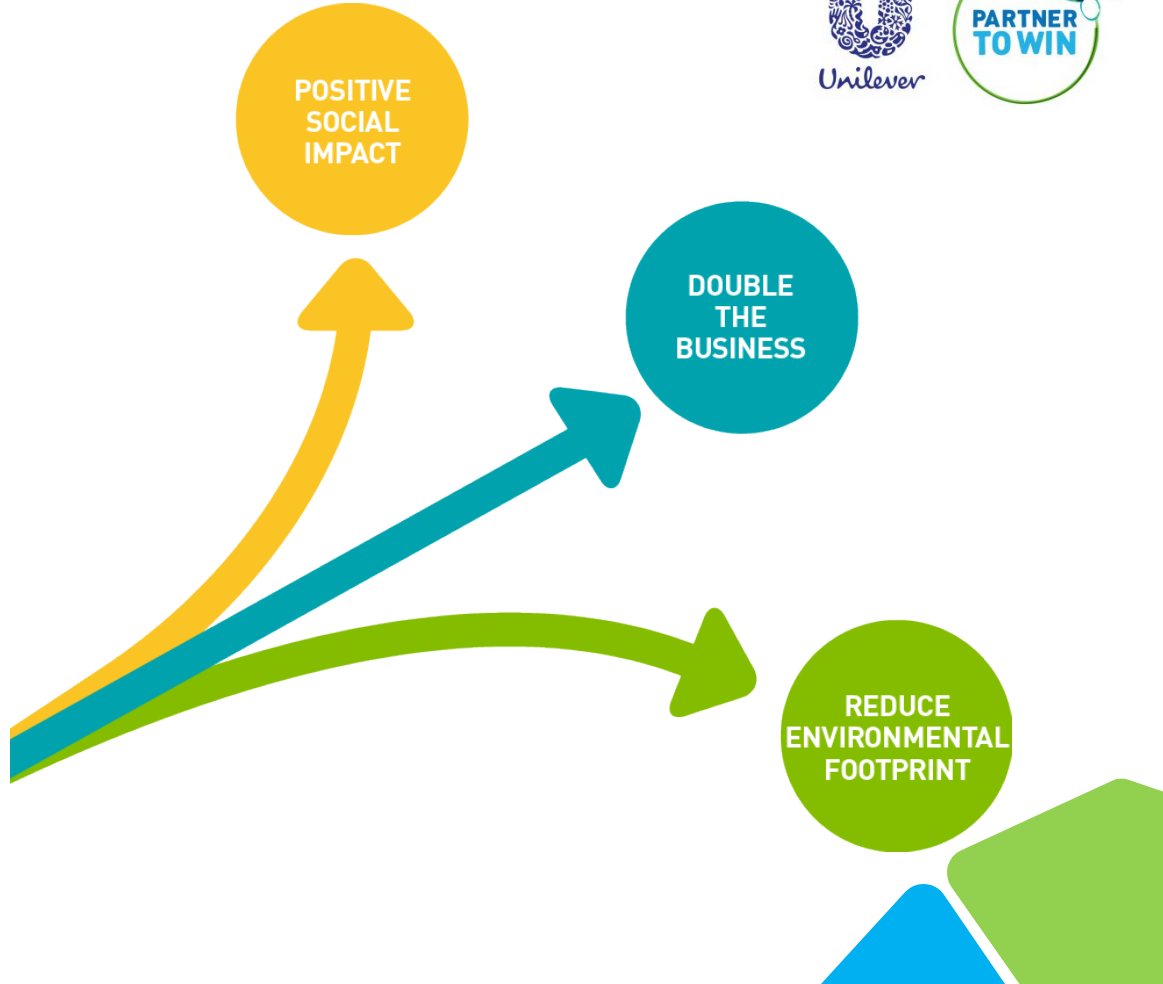 POSITIVE
SOCIAL
IMPACT
Unilever
PARTNER
TO WIN
DOUBLE
THE
BUSINESS
REDUCE
ENVIRONMENTAL
FOOTPRINT